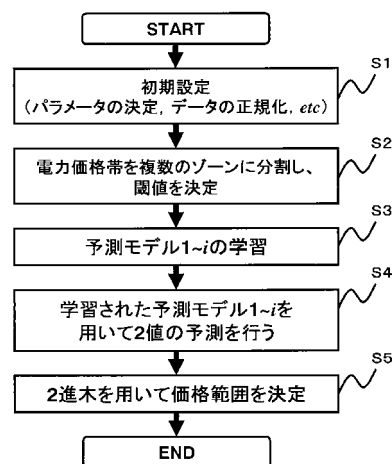 START
S1
初期設定
(パラメータの決定, データの正規化, etc)
S2
電力価格帯を複数のゾーンに分割し、
閾値を決定
S3
予測モデル1~iの学習
S4
学習された予測モデル1~iを
用いて2値の予測を行う
S5
2進木を用いて価格範囲を決定
END